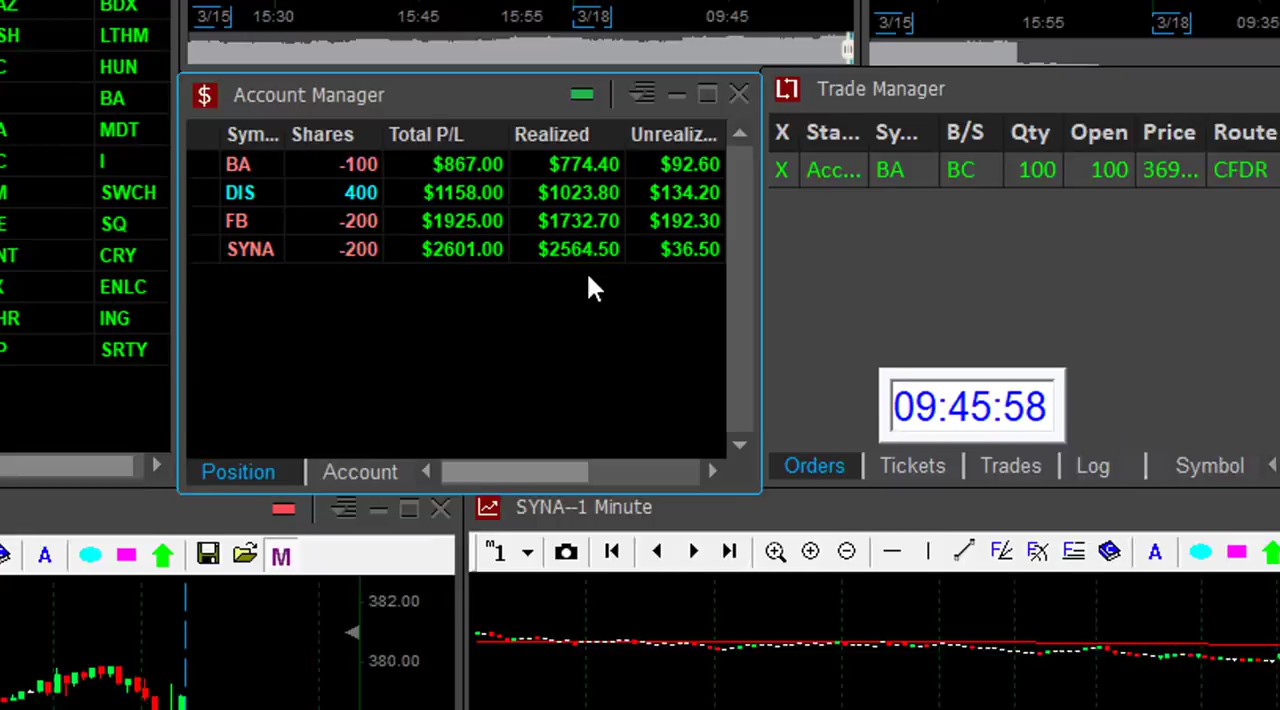 AZ BDX
SH LTHM
C HUN
BA
A MDT
C I
M SWCH
E SQ
NT CRY
X ENLC
HR ING
P SRTY
3/15 15:30 15:45 15:55 3/18 09:45
3/15 15:55 3/18 09:35
$ Account Manager
Sym... Shares Total P/L Realized Unrealiz...
BA -100 $867.00 $774.40 $92.60
DIS 400 $1158.00 $1023.80 $134.20
FB -200 $1925.00 $1732.70 $192.30
SYNA -200 $2601.00 $2564.50 $36.50
Position Account
Trade Manager
X Sta... Sy... B/S Qty Open Price Route
X Acc... BA BC 100 100 369... CFDR
09:45:58
Orders Tickets Trades Log Symbol
A M
382.00
380.00
SYNA--1 Minute
m1 A